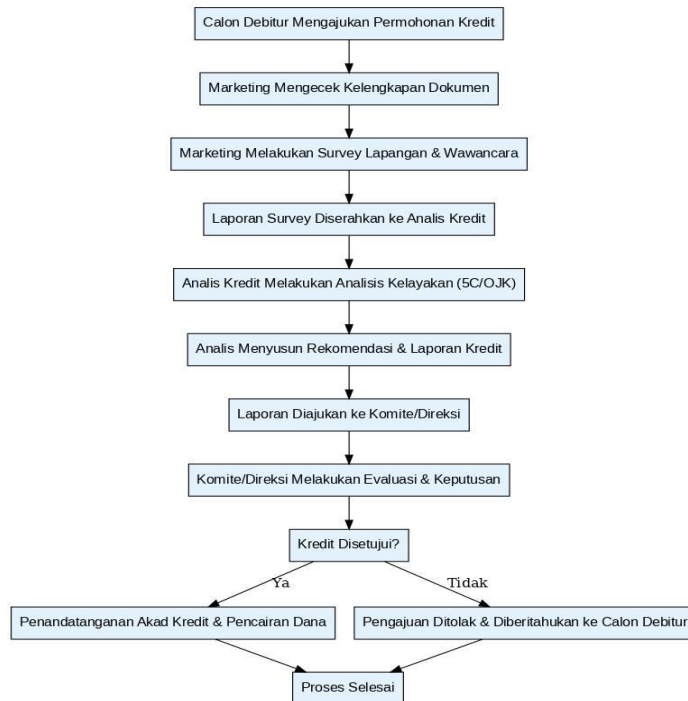 Calon Debitur Mengajukan Permohonan Kredit
Marketing Mengecek Kelengkapan Dokumen
Marketing Melakukan Survey Lapangan & Wawancara
Laporan Survey Diserahkan ke Analis Kredit
Analis Kredit Melakukan Analisis Kelayakan (5C/OJK)
Analis Menyusun Rekomendasi & Laporan Kredit
Laporan Diajukan ke Komite/Direksi
Komite/Direksi Melakukan Evaluasi & Keputusan
Kredit Disetujui?
Ya
Tidak
Penandatanganan Akad Kredit & Pencairan Dana
Pengajuan Ditolak & Diberitahukan ke Calon Debitur
Proses Selesai